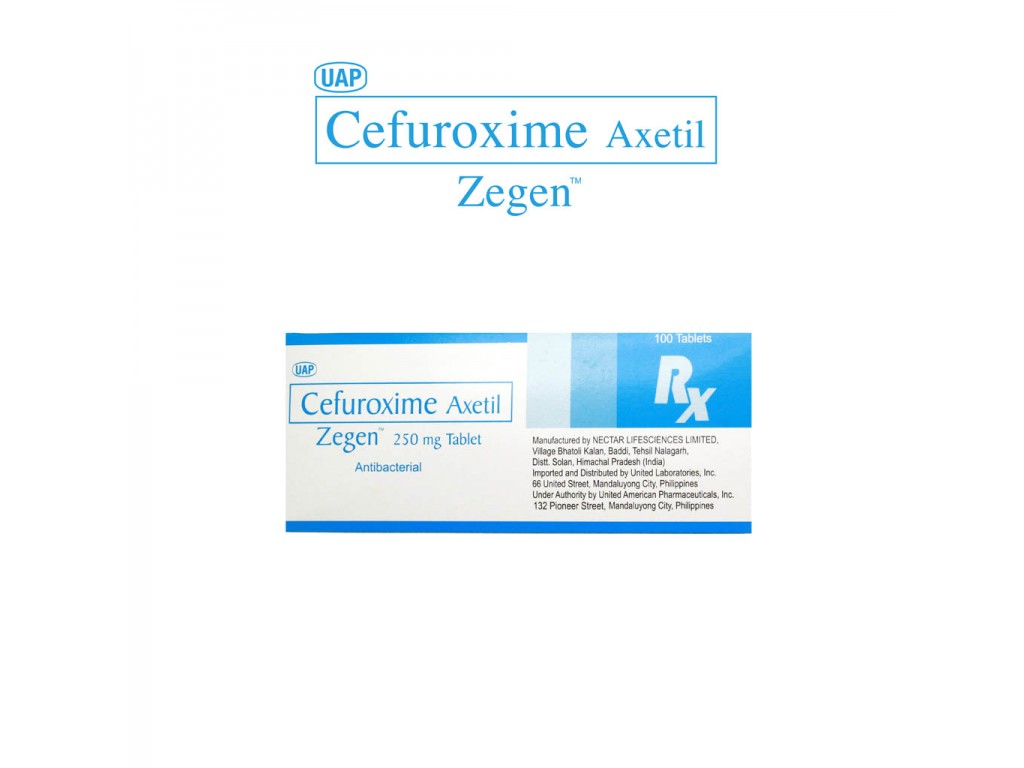 UAP
Cefuroxime Axetil
Zegen™
UAP
Cefuroxime Axetil
Zegen™ 250 mg Tablet
Antibacterial
100 Tablets
Rx
Manufactured by NECTAR LIFESCIENCES LIMITED,
Village Bhatoli Kalan, Baddi, Tehsil Nalagarh,
Distt. Solan, Himachal Pradesh (India)
Imported and Distributed by United Laboratories, Inc.
66 United Street, Mandaluyong City, Philippines
Under Authority by United American Pharmaceuticals, Inc.
132 Pioneer Street, Mandaluyong City, Philippines